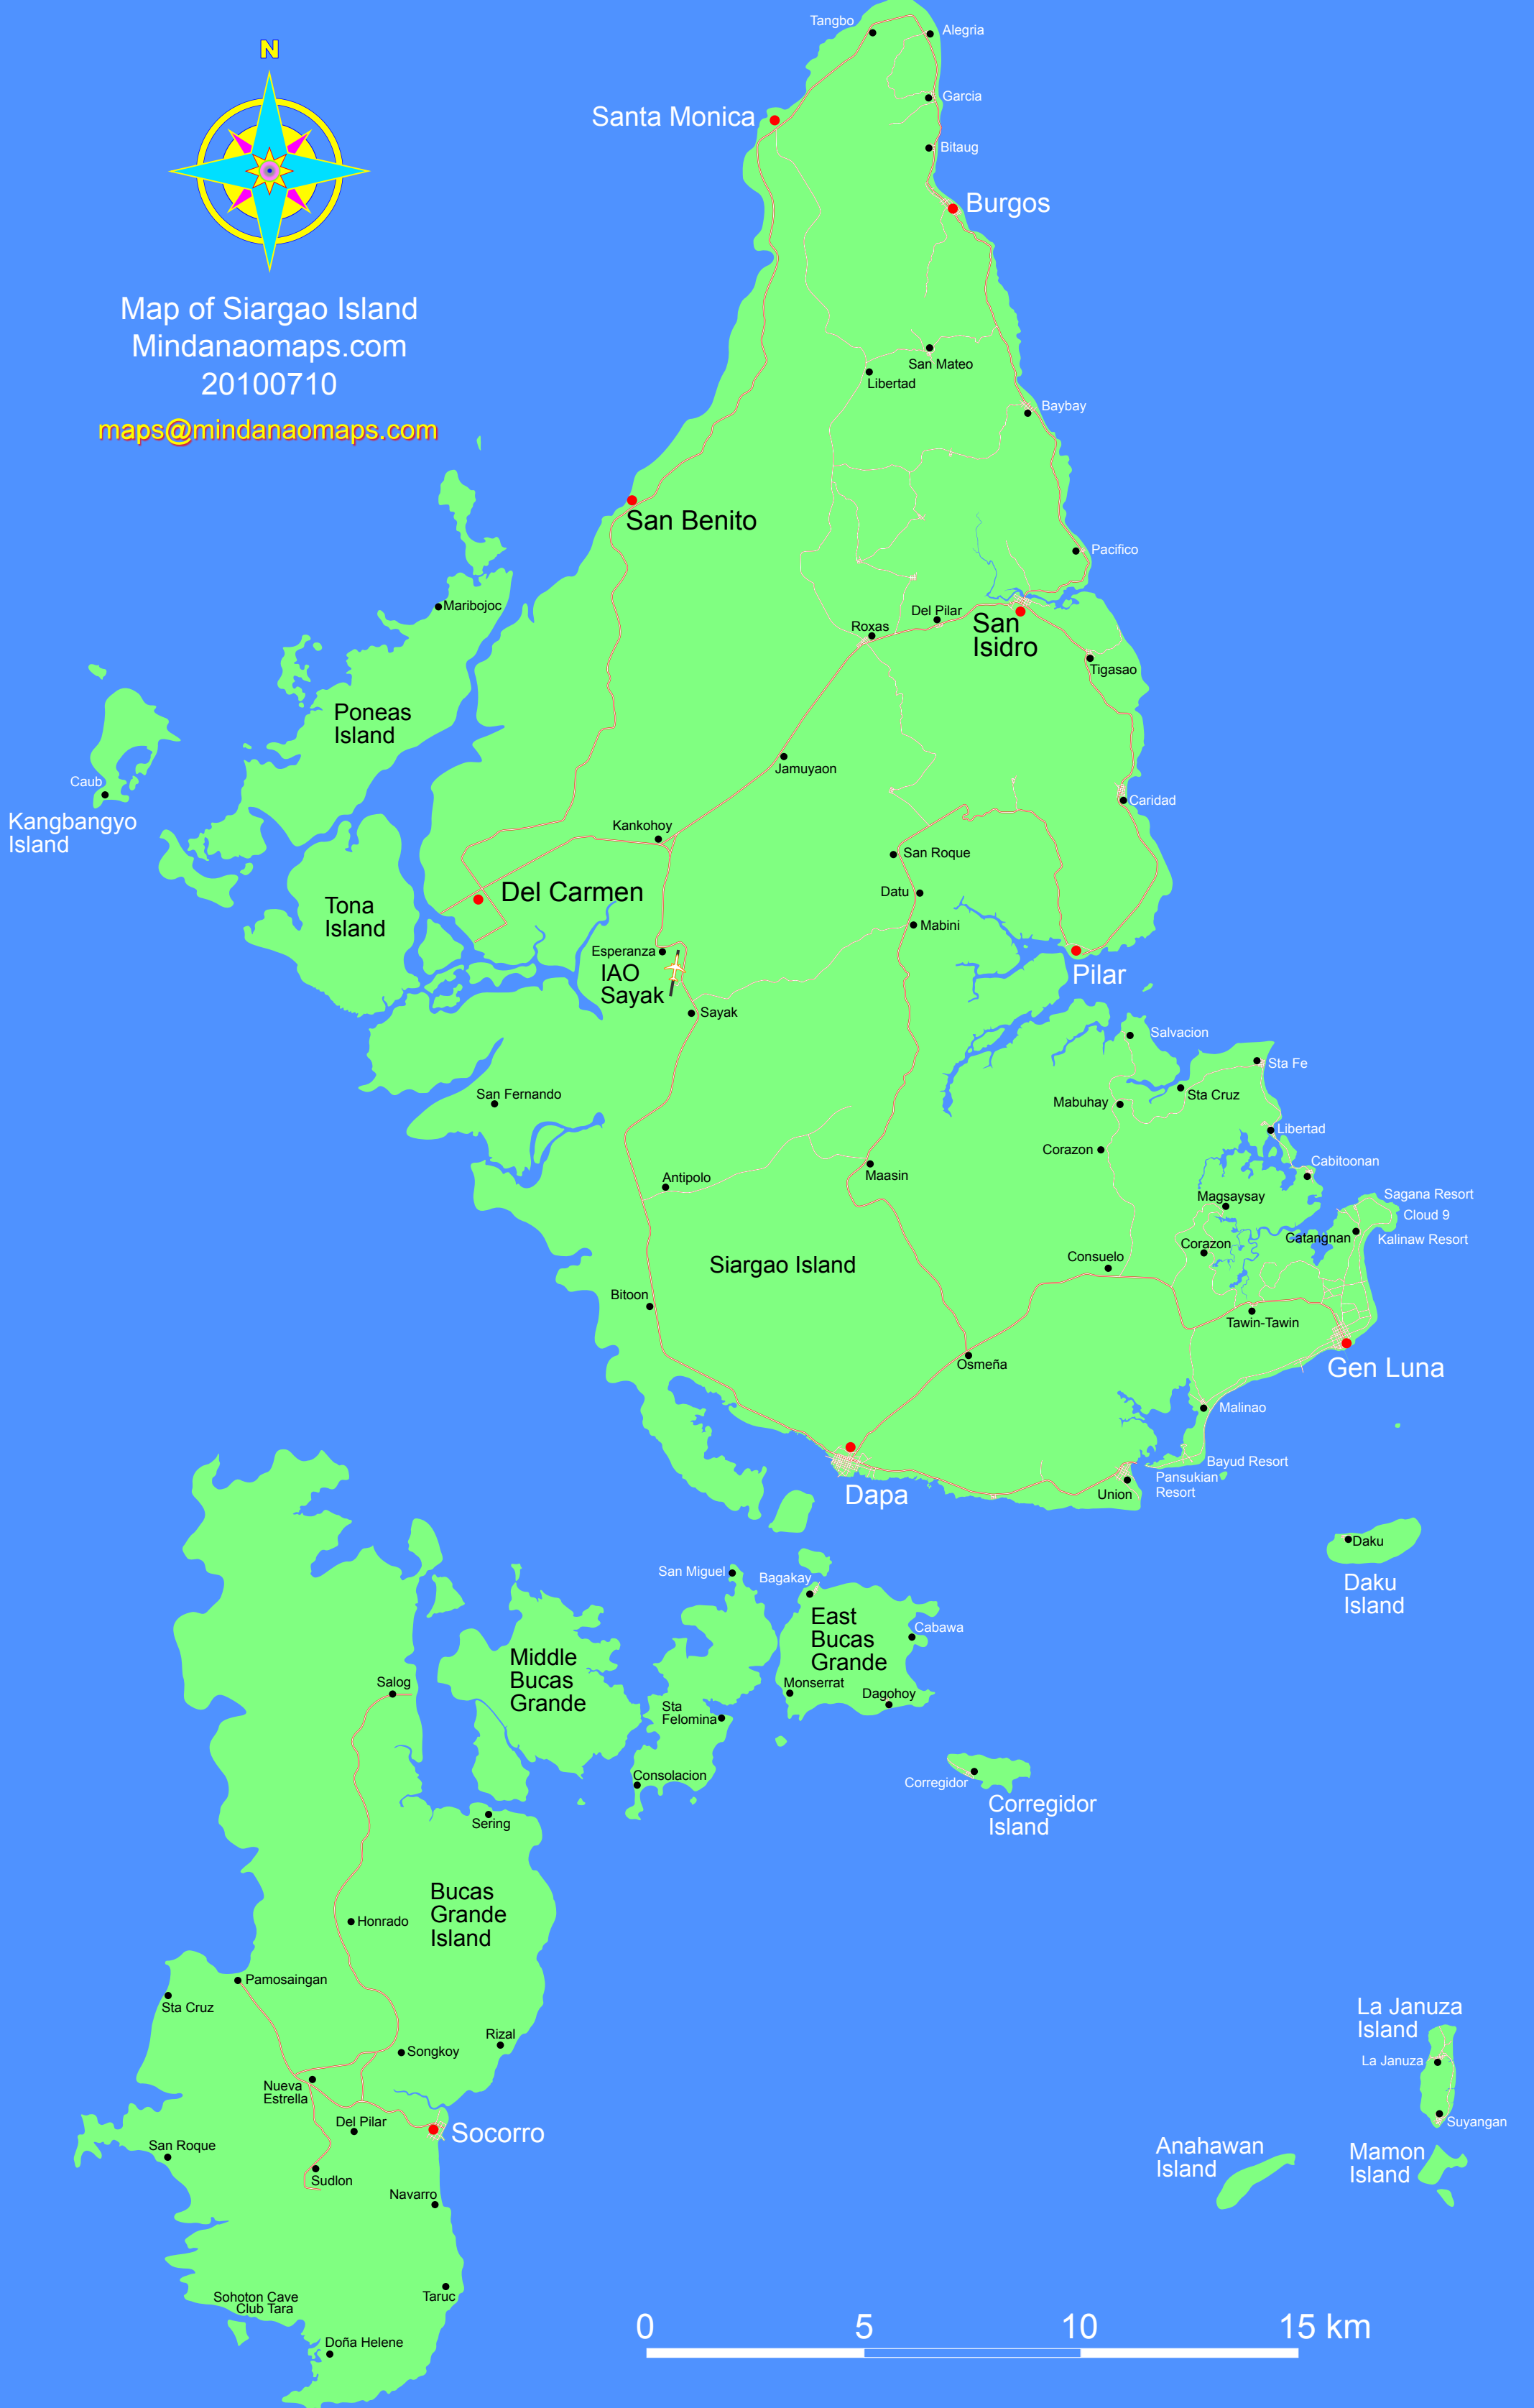 N
Map of Siargao Island
Mindanaomaps.com
20100710
maps@mindanaomaps.com
Tangbo
Alegria
Garcia
Santa Monica
Bitaug
Burgos
San Mateo
Libertad
Baybay
San Benito
Pacifico
Maribojoc
Del Pilar
Roxas
San
Isidro
Tigasao
Poneas
Island
Jamuyaon
Caub
Kangbangyo
Island
Caridad
Kankohoy
San Roque
Del Carmen
Datu
Tona
Island
Mabini
Esperanza
IAO
Sayak
Pilar
Sayak
Salvacion
Sta Fe
San Fernando
Sta Cruz
Mabuhay
Libertad
Corazon
Cabitoonan
Maasin
Antipolo
Magsaysay
Sagana Resort
Cloud 9
Catangnan
Kalinaw Resort
Corazon
Consuelo
Siargao Island
Bitoon
Tawin-Tawin
Osmeña
Gen Luna
Malinao
Bayud Resort
Pansukian
Resort
Dapa
Union
Daku
Daku
Island
San Miguel
Bagakay
East
Bucas
Grande
Cabawa
Middle
Bucas
Grande
Salog
Monserrat
Dagohoy
Sta
Felomina
Consolacion
Corregidor
Corregidor
Island
Sering
Bucas
Grande
Island
Honrado
Pamosaingan
Sta Cruz
La Januza
Island
Rizal
Songkoy
La Januza
Nueva
Estrella
Del Pilar
Socorro
Suyangan
San Roque
Anahawan
Island
Mamon
Island
Sudlon
Navarro
Sohoton Cave
Club Tara
Taruc
Doña Helene
0 5 10 15 km